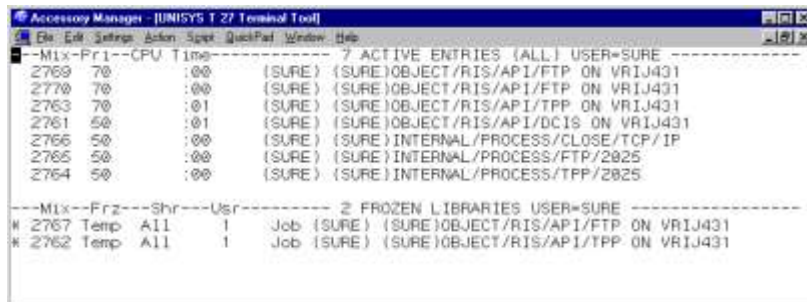 Accessory Manager - [UNISYS T 27 Terminal Tool]
File Edit Settings Action Script QuickPad Window Help
--Mix-Pri--CPU Time------------ 7 ACTIVE ENTRIES (ALL) USER=SURE -------------
2769 70 :00 (SURE) (SURE)OBJECT/RIS/API/FTP ON VRIJ431
2770 70 :00 (SURE) (SURE)OBJECT/RIS/API/FTP ON VRIJ431
2763 70 :01 (SURE) (SURE)OBJECT/RIS/API/TPP ON VRIJ431
2761 50 :01 (SURE) (SURE)OBJECT/RIS/API/DCIS ON VRIJ431
2766 50 :00 (SURE) (SURE)INTERNAL/PROCESS/CLOSE/TCP/IP
2765 50 :00 (SURE) (SURE)INTERNAL/PROCESS/FTP/2025
2764 50 :00 (SURE) (SURE)INTERNAL/PROCESS/TPP/2025
---Mix--Frz---Shr---Usr--------- 2 FROZEN LIBRARIES USER=SURE -----------------
* 2767 Temp All 1 Job (SURE) (SURE)OBJECT/RIS/API/FTP ON VRIJ431
* 2762 Temp All 1 Job (SURE) (SURE)OBJECT/RIS/API/TPP ON VRIJ431